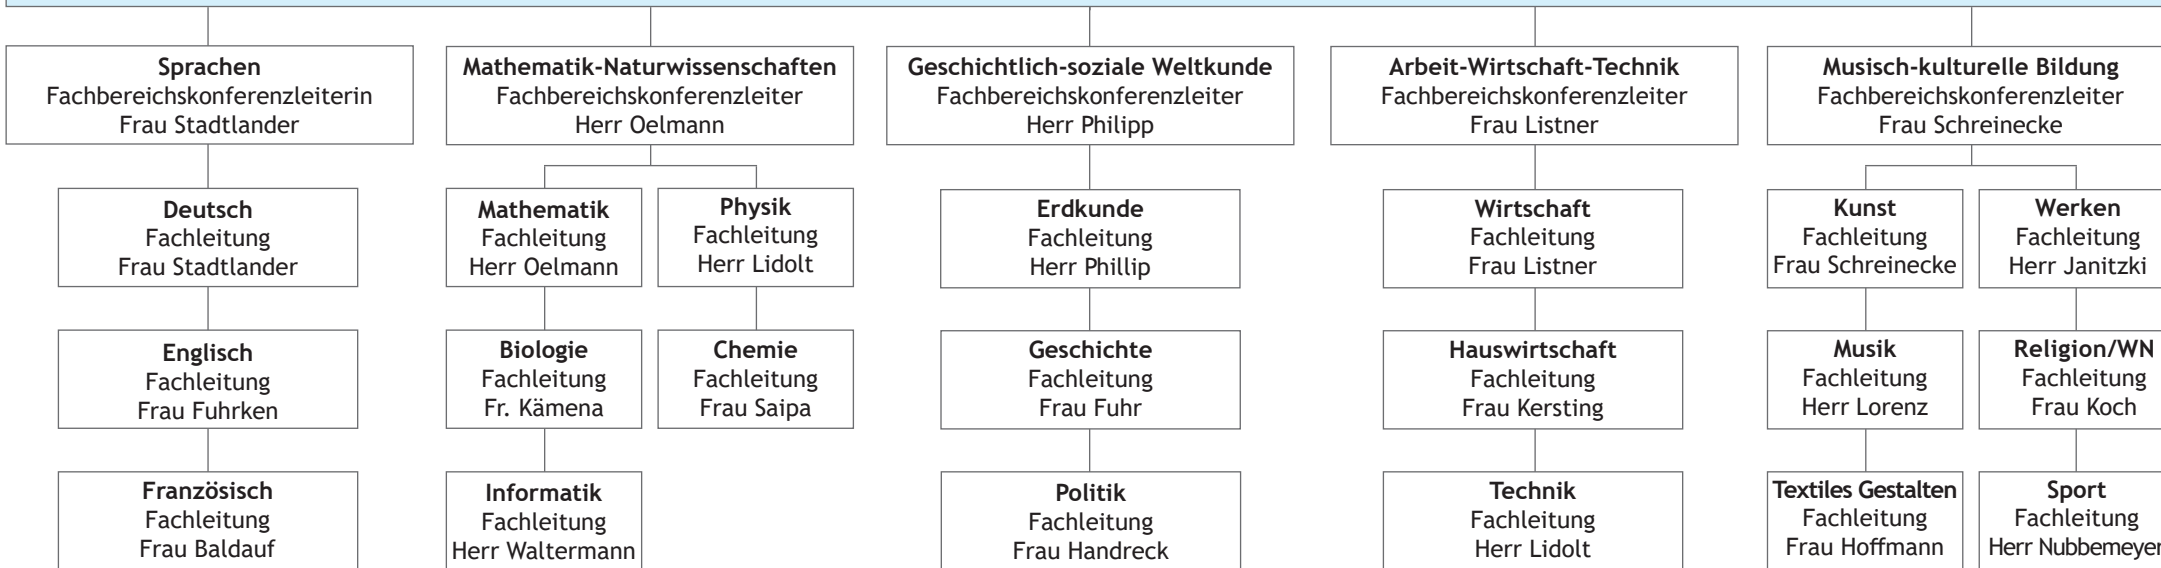 Sprachen
Fachbereichskonferenzleiterin
Frau Stadtlander
Mathematik-Naturwissenschaften
Fachbereichskonferenzleiter
Herr Oelmann
Geschichtlich-soziale Weltkunde
Fachbereichskonferenzleiter
Herr Philipp
Arbeit-Wirtschaft-Technik
Fachbereichskonferenzleiter
Frau Listner
Musisch-kulturelle Bildung
Fachbereichskonferenzleiter
Frau Schreinecke
Deutsch
Fachleitung
Frau Stadtlander
Mathematik
Fachleitung
Herr Oelmann
Physik
Fachleitung
Herr Lidolt
Erdkunde
Fachleitung
Herr Phillip
Wirtschaft
Fachleitung
Frau Listner
Kunst
Fachleitung
Frau Schreinecke
Werken
Fachleitung
Herr Janitzki
Englisch
Fachleitung
Frau Fuhrken
Biologie
Fachleitung
Fr. Kämena
Chemie
Fachleitung
Frau Saipa
Geschichte
Fachleitung
Frau Fuhr
Hauswirtschaft
Fachleitung
Frau Kersting
Musik
Fachleitung
Herr Lorenz
Religion/WN
Fachleitung
Frau Koch
Französisch
Fachleitung
Frau Baldauf
Informatik
Fachleitung
Herr Waltermann
Politik
Fachleitung
Frau Handreck
Technik
Fachleitung
Herr Lidolt
Textiles Gestalten
Fachleitung
Frau Hoffmann
Sport
Fachleitung
Herr Nubbemeyer